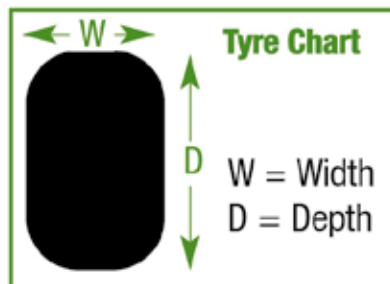 W
Tyre Chart
D
W = Width
D = Depth